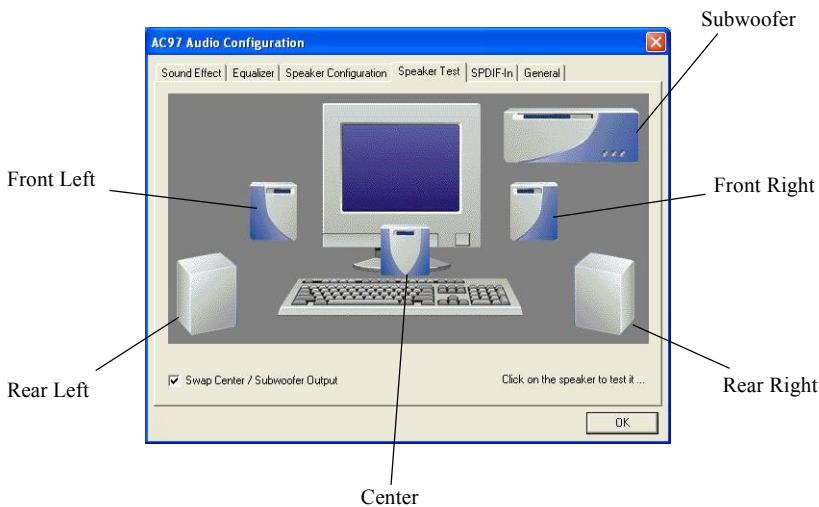 Subwoofer
AC97 Audio Configuration
Sound Effect Equalizer Speaker Configuration Speaker Test SPDIF-In General
Front Left
Front Right
Rear Left
Rear Right
Swap Center / Subwoofer Output
Click on the speaker to test it ...
OK
Center